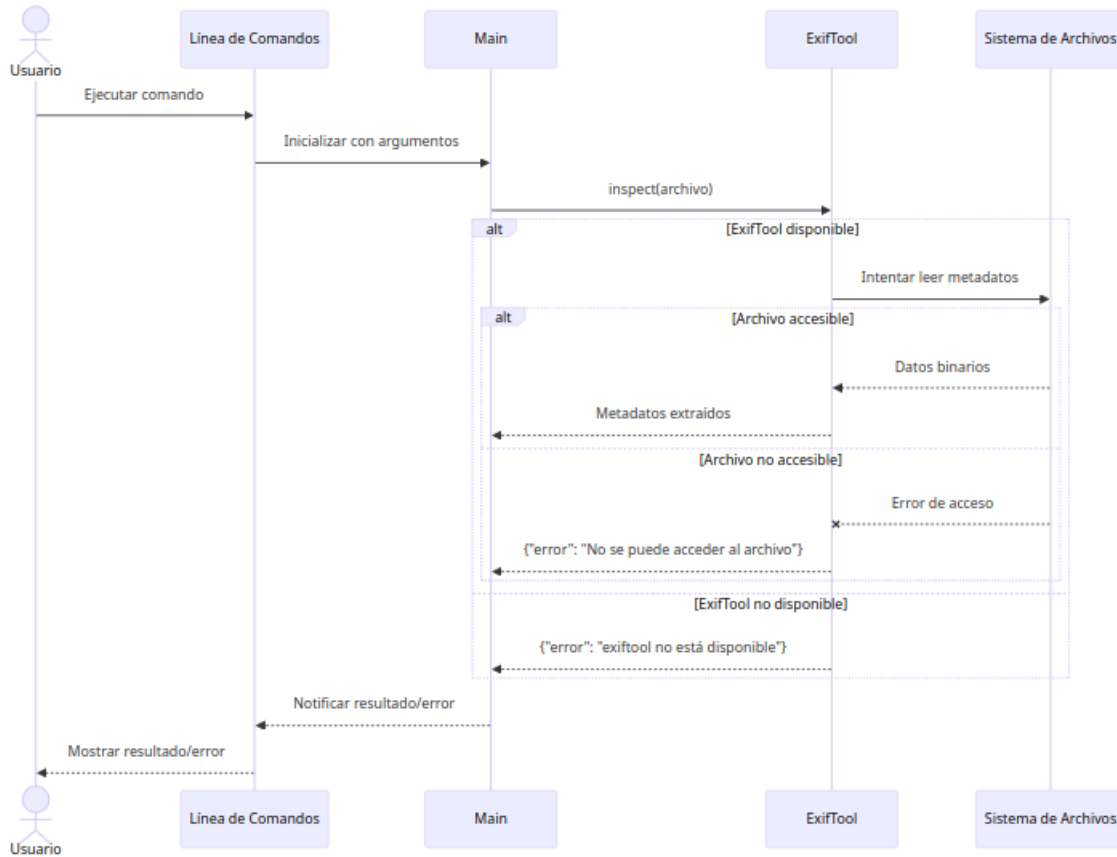 Usuario
Línea de Comandos
Main
ExifTool
Sistema de Archivos
Ejecutar comando
Inicializar con argumentos
inspect(archivo)
alt
[ExifTool disponible]
Intentar leer metadatos
alt
[Archivo accesible]
Datos binarios
Metadatos extraídos
[Archivo no accesible]
Error de acceso
{"error": "No se puede acceder al archivo"}
[ExifTool no disponible]
{"error": "exiftool no está disponible"}
Notificar resultado/error
Mostrar resultado/error
Usuario
Línea de Comandos
Main
ExifTool
Sistema de Archivos